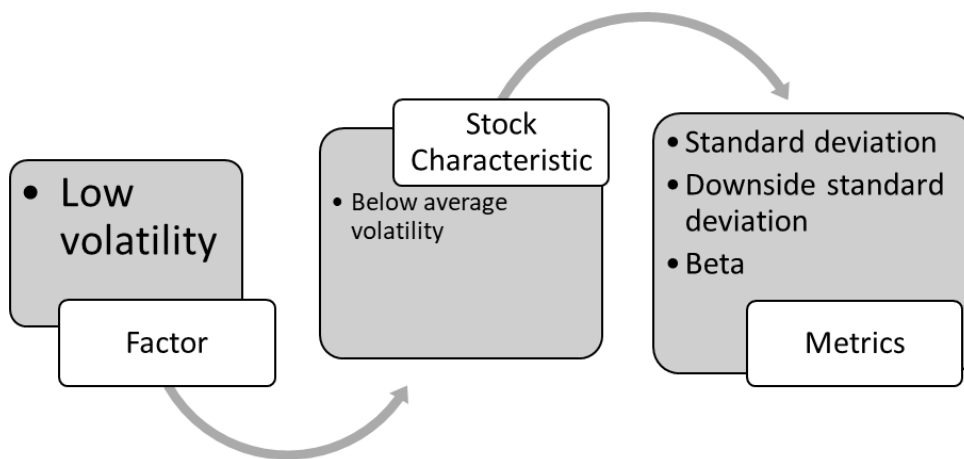 • Low
volatility
Factor
Stock
Characteristic
• Below average
volatility
• Standard deviation
• Downside standard
deviation
• Beta
Metrics